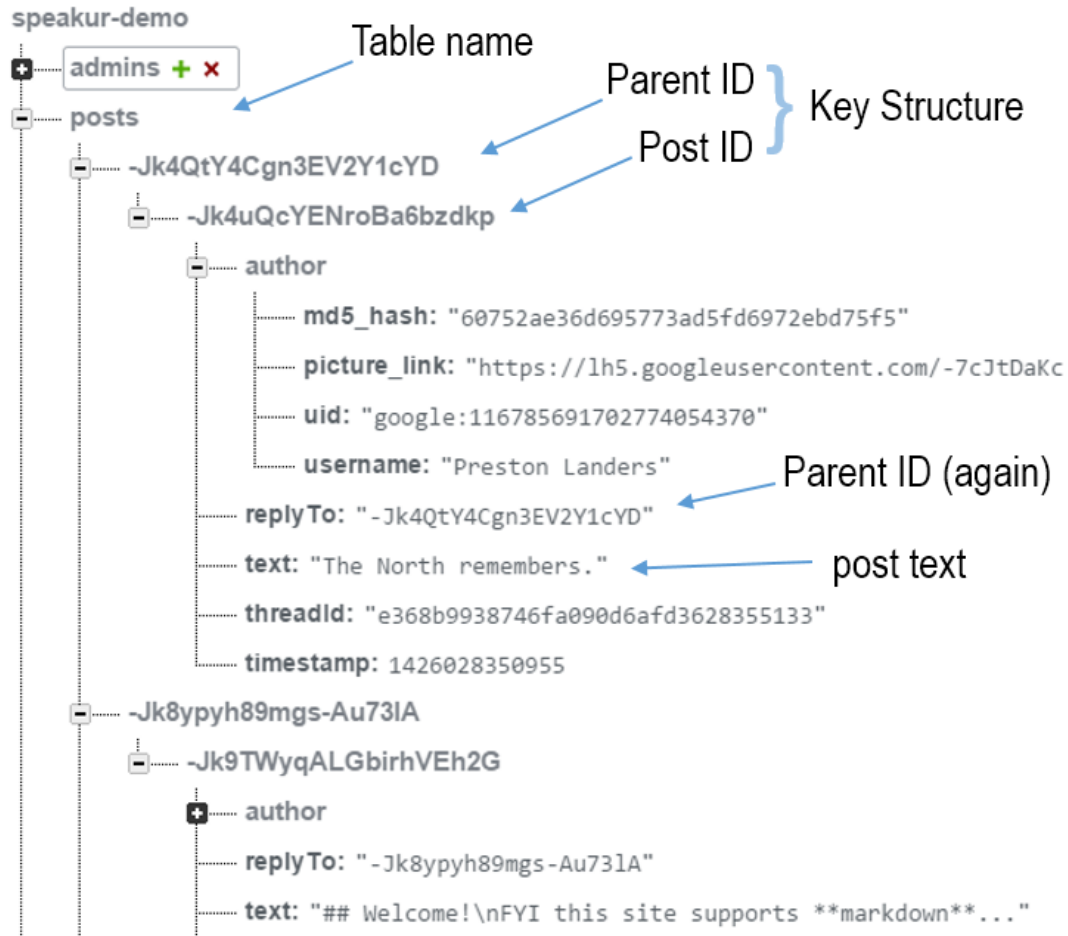 speakur-demo
Table name
admins + ×
Parent ID
Key Structure
posts
Post ID
-Jk4QtY4Cgn3EV2Y1cYD
-Jk4uQcYENroBa6bzdkp
author
md5_hash: "60752ae36d695773ad5fd6972ebd75f5"
picture_link: "https://lh5.googleusercontent.com/-7cJtDaKc
uid: "google:116785691702774054370"
username: "Preston Landers"
Parent ID (again)
replyTo: "-Jk4QtY4Cgn3EV2Y1cYD"
text: "The North remembers."
post text
threadId: "e368b9938746fa090d6afd3628355133"
timestamp: 1426028350955
-Jk8ypyh89mgs-Au73lA
-Jk9TWyqALGbirhVEh2G
author
replyTo: "-Jk8ypyh89mgs-Au73lA"
text: "## Welcome!\nFYI this site supports **markdown**..."